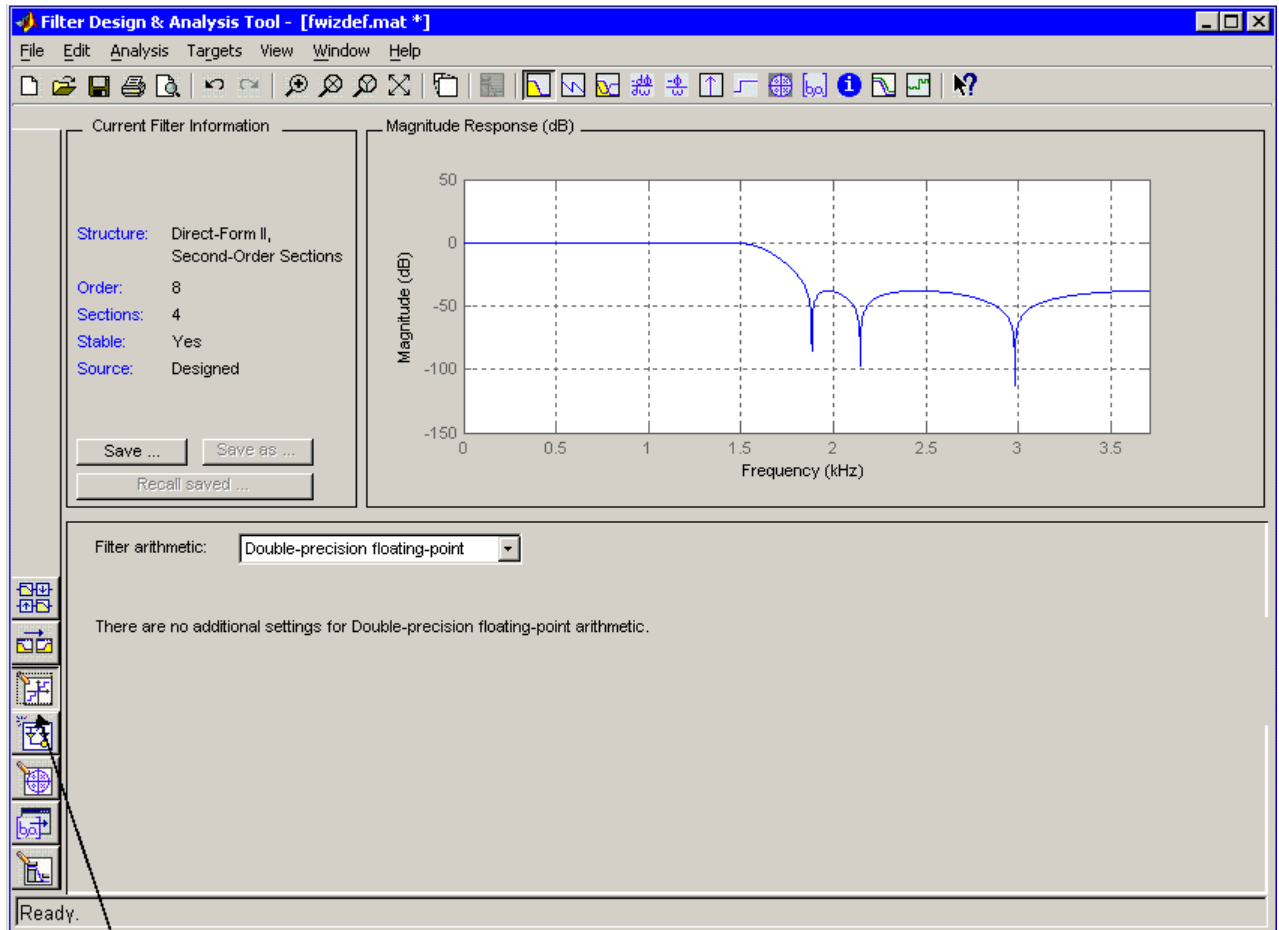 Filter Design & Analysis Tool - [fwizdef.mat *]
File Edit Analysis Targets View Window Help
Current Filter Information
Structure: Direct-Form II,
Second-Order Sections
Order: 8
Sections: 4
Stable: Yes
Source: Designed
Save ... Save as ...
Recall saved ...
Magnitude Response (dB)
Magnitude (dB)
50
0
-50
-100
-150
0 0.5 1 1.5 2 2.5 3 3.5
Frequency (kHz)
Filter arithmetic: Double-precision floating-point
There are no additional settings for Double-precision floating-point arithmetic.
Ready.